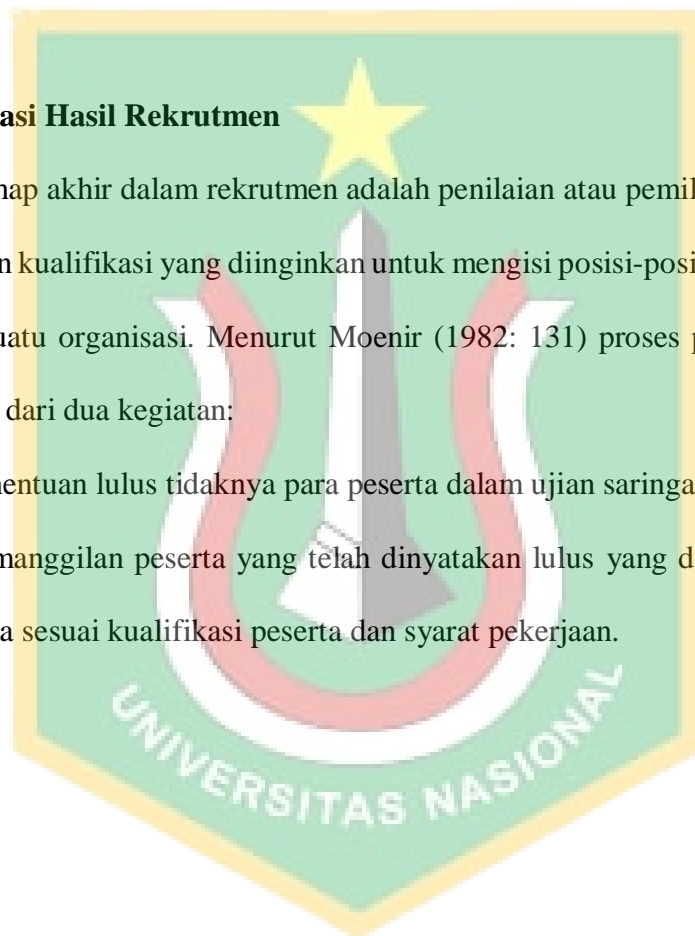 asi Hasil Rekrutmen
hap akhir dalam rekrutmen adalah penilaian atau pemil
n kualifikasi yang diinginkan untuk mengisi posisi-posi
uatu organisasi. Menurut Moenir (1982: 131) proses p
dari dua kegiatan:
nentuan lulus tidaknya para peserta dalam ujian saringa
manggilan peserta yang telah dinyatakan lulus yang d
a sesuai kualifikasi peserta dan syarat pekerjaan.
UNIVERSITAS NASIONAL